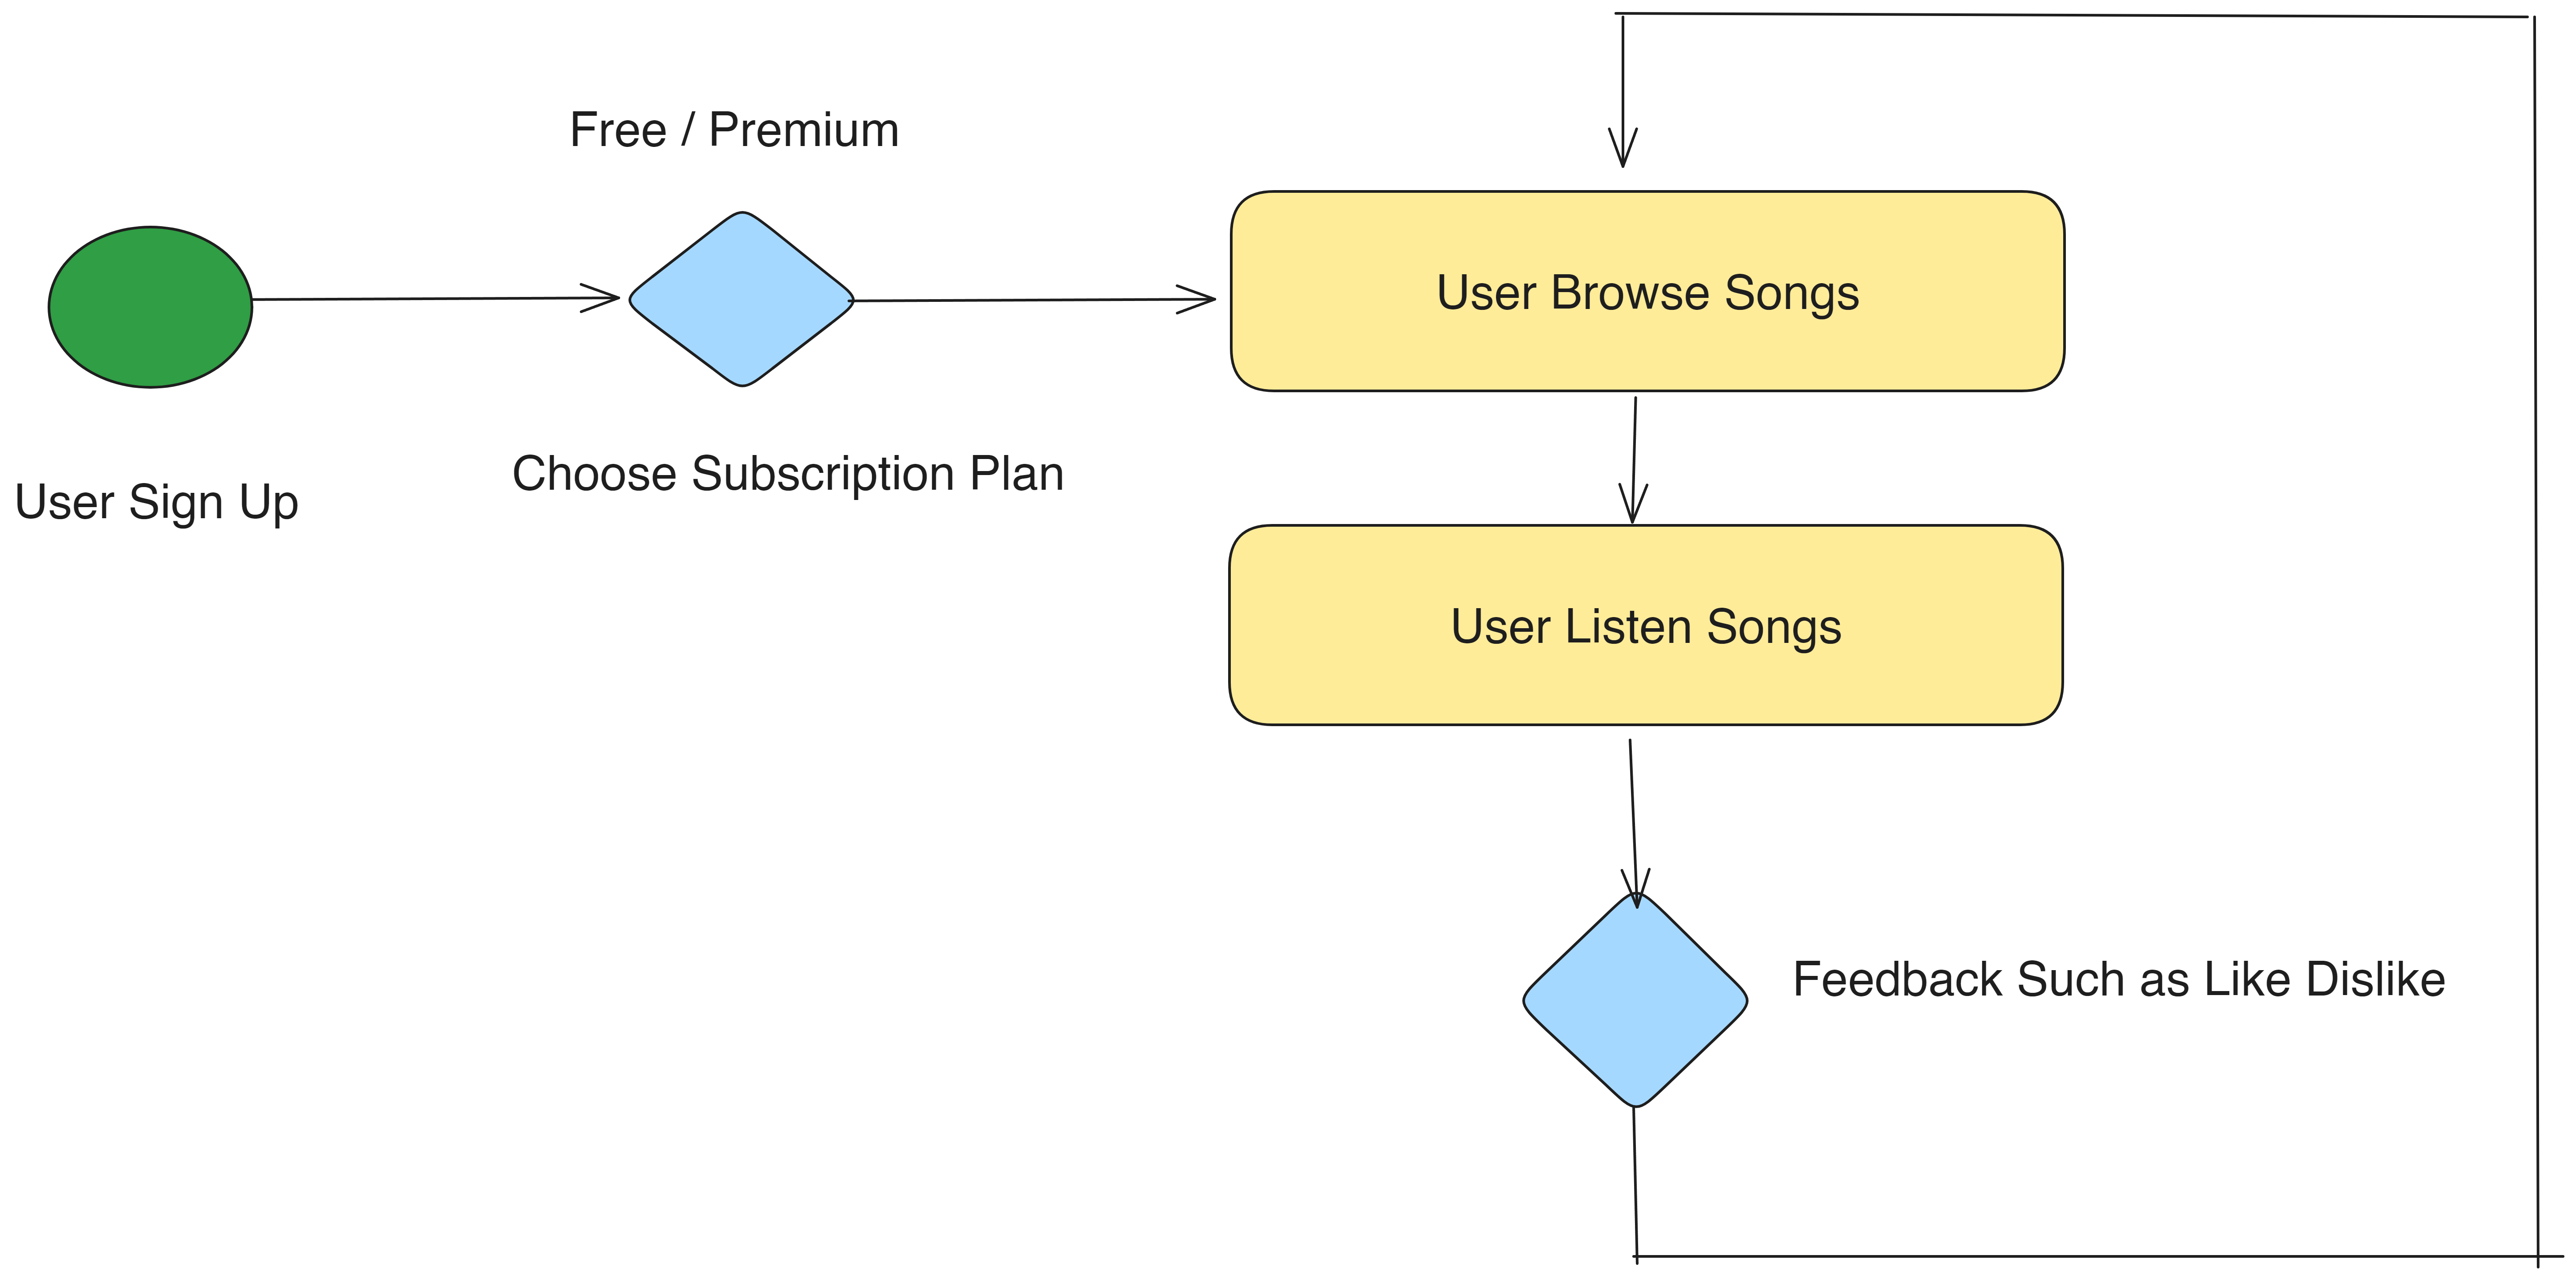 Free / Premium
User Sign Up
Choose Subscription Plan
User Browse Songs
User Listen Songs
Feedback Such as Like Dislike